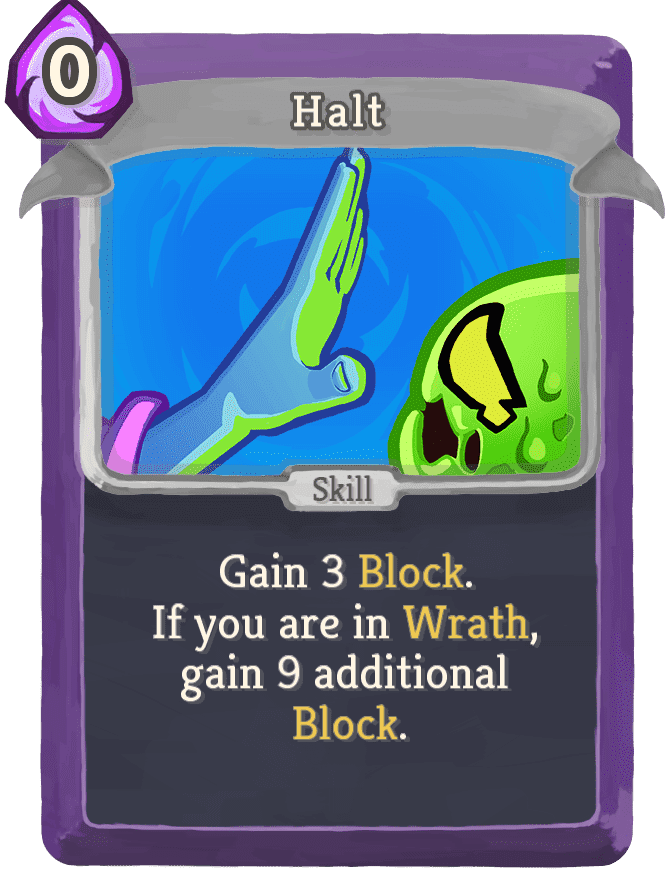 0
Halt
Skill
Gain 3 Block.
If you are in Wrath,
gain 9 additional
Block.